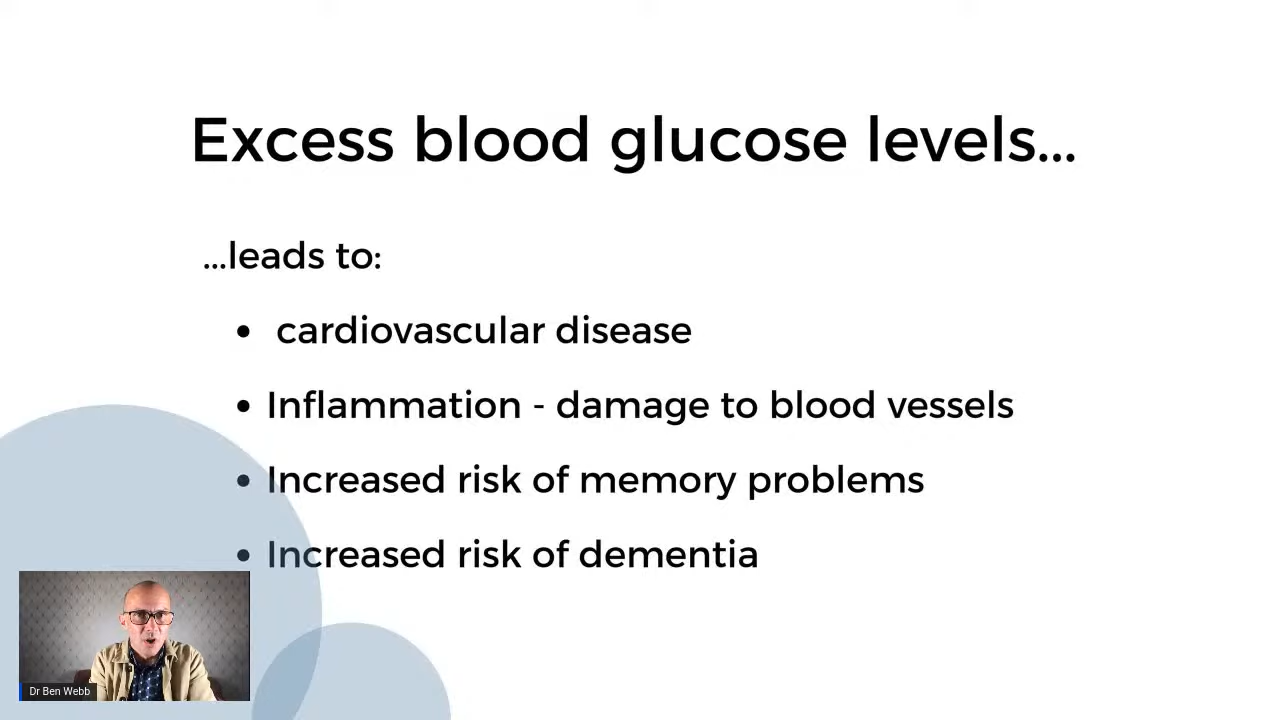 Excess blood glucose levels...
...leads to:
• cardiovascular disease
• Inflammation - damage to blood vessels
• Increased risk of memory problems
• Increased risk of dementia
Dr Ben Webb